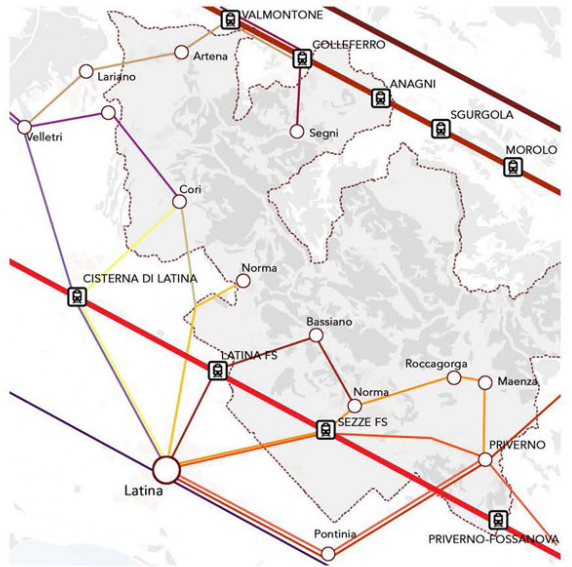 VALMONTONE
COLLEFERRO
Artena
Lariano
ANAGNI
SGURGOLA
Velletri
Segni
MOROLO
Cori
Norma
CISTERNA DI LATINA
Bassiano
LATINA FS
Roccagorga
Maenza
Norma
SEZZE FS
PRIVERNO
Latina
Pontinia
PRIVERNO-FOSSANOVA